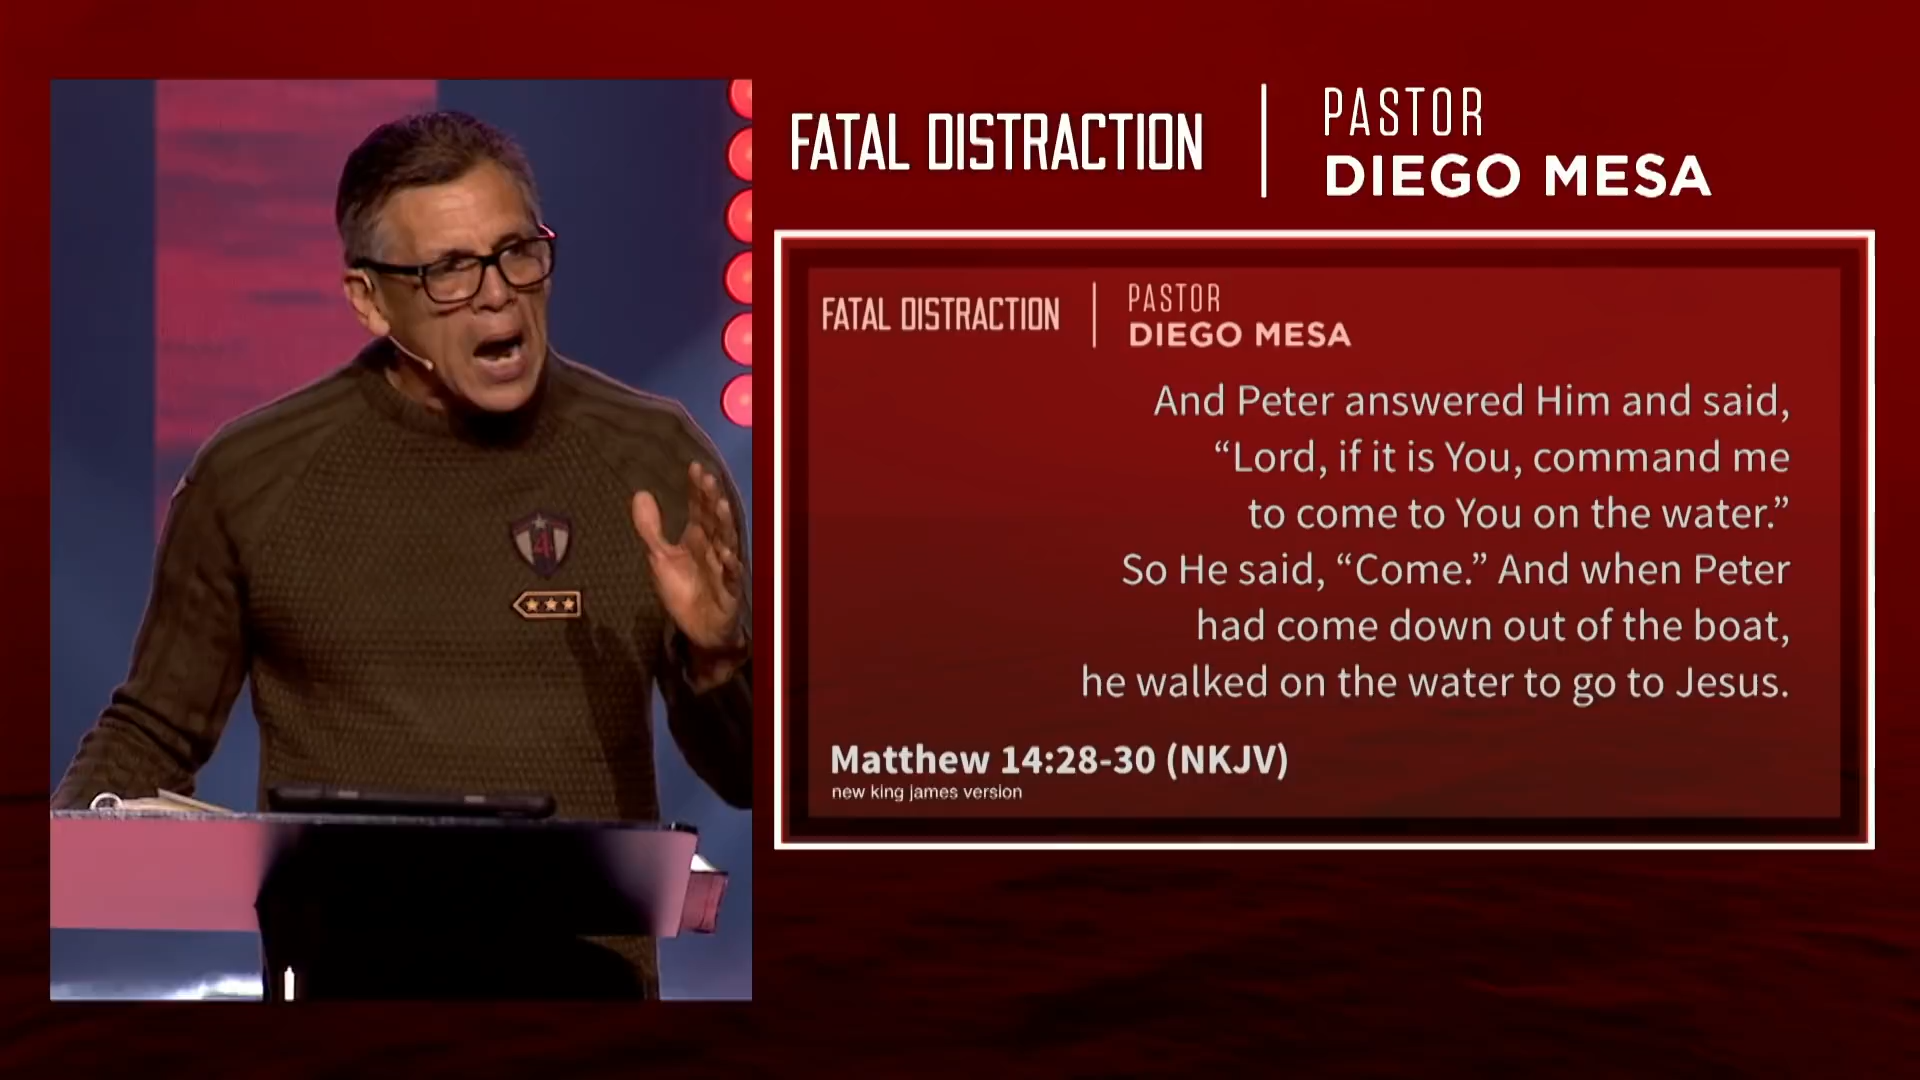 FATAL DISTRACTION
PASTOR
DIEGO MESA
FATAL DISTRACTION
PASTOR
DIEGO MESA
And Peter answered Him and said,
“Lord, if it is You, command me
to come to You on the water.”
So He said, “Come.” And when Peter
had come down out of the boat,
he walked on the water to go to Jesus.
Matthew 14:28-30 (NKJV)
new king james version
4